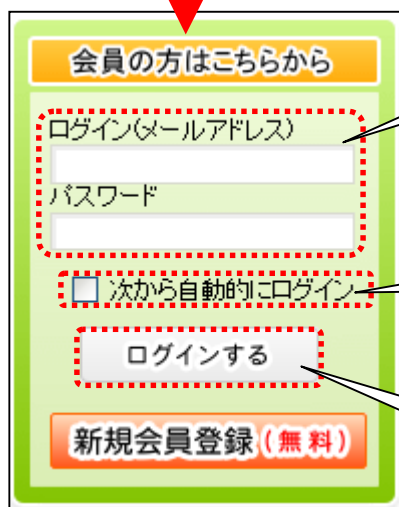 会員の方はこちらから
ログイン(メールアドレス)
パスワード
次から自動的にログイン
ログインする
新規会員登録(無料)